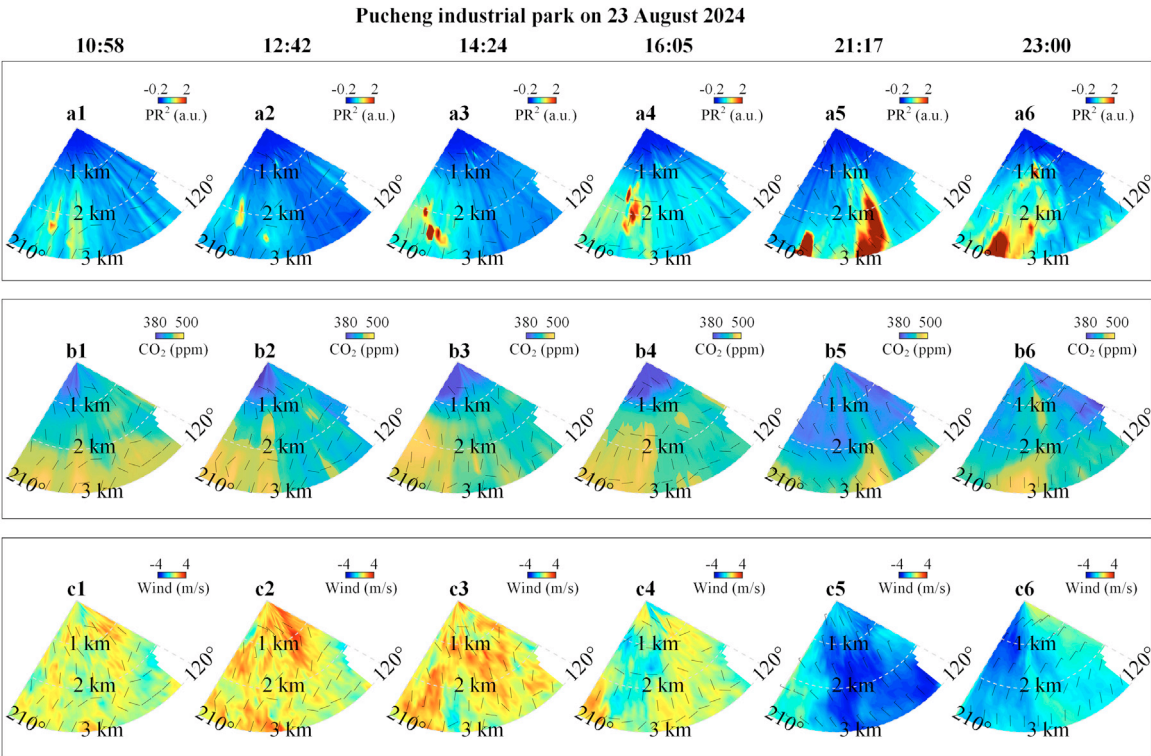 Pucheng industrial park on 23 August 2024
10:58 12:42 14:24 16:05 21:17 23:00
-0.2 2 -0.2 2 -0.2 2 -0.2 2 -0.2 2 -0.2 2
a1 PR² (a.u.) a2 PR² (a.u.) a3 PR² (a.u.) a4 PR² (a.u.) a5 PR² (a.u.) a6 PR² (a.u.)
1 km 1 km 1 km 1 km 1 km 1 km
120° 120° 120° 120° 120° 120°
2 km 2 km 2 km 2 km 2 km 2 km
210° 210° 210° 210° 210° 210°
3 km 3 km 3 km 3 km 3 km 3 km
380 500 380 500 380 500 380 500 380 500 380 500
b1 CO₂ (ppm) b2 CO₂ (ppm) b3 CO₂ (ppm) b4 CO₂ (ppm) b5 CO₂ (ppm) b6 CO₂ (ppm)
1 km 1 km 1 km 1 km 1 km 1 km
120° 120° 120° 120° 120° 120°
2 km 2 km 2 km 2 km 2 km 2 km
210° 210° 210° 210° 210° 210°
3 km 3 km 3 km 3 km 3 km 3 km
-4 4 -4 4 -4 4 -4 4 -4 4 -4 4
c1 Wind (m/s) c2 Wind (m/s) c3 Wind (m/s) c4 Wind (m/s) c5 Wind (m/s) c6 Wind (m/s)
1 km 1 km 1 km 1 km 1 km 1 km
120° 120° 120° 120° 120° 120°
2 km 2 km 2 km 2 km 2 km 2 km
210° 210° 210° 210° 210° 210°
3 km 3 km 3 km 3 km 3 km 3 km